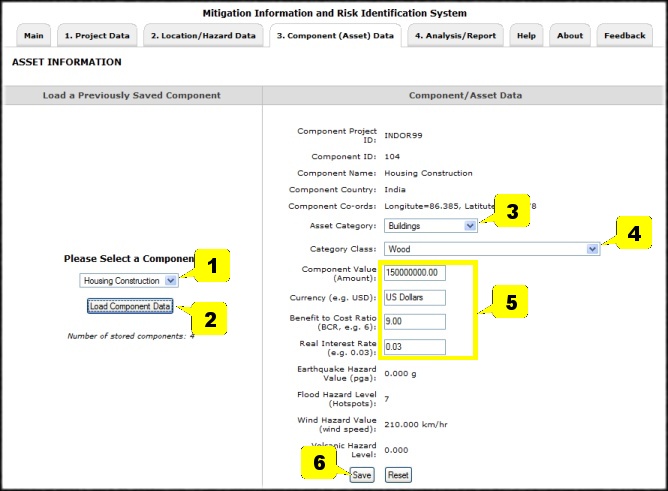 Mitigation Information and Risk Identification System
Main
1. Project Data
2. Location/Hazard Data
3. Component (Asset) Data
4. Analysis/Report
Help
About
Feedback
ASSET INFORMATION
Load a Previously Saved Component
Please Select a Componen
1
Housing Construction
Load Component Data
2
Number of stored components: 4
Component/Asset Data
Component Project
ID:
INDOR99
Component ID: 104
Component Name: Housing Construction
Component Country: India
Component Co-ords: Longitute=86.385, Latitute
8
3
Asset Category: Buildings
4
Category Class: Wood
Component Value
(Amount):
150000000.00
Currency (e.g. USD): US Dollars
5
Benefit to Cost Ratio
(BCR, e.g. 6):
9.00
Real Interest Rate
(e.g. 0.03):
0.03
Earthquake Hazard
Value (pga):
0.000 g
Flood Hazard Level
(Hotspots):
7
Wind Hazard Value
(wind speed):
210.000 km/hr
Volcanic Hazard
Level:
0.000
6
Save
Reset